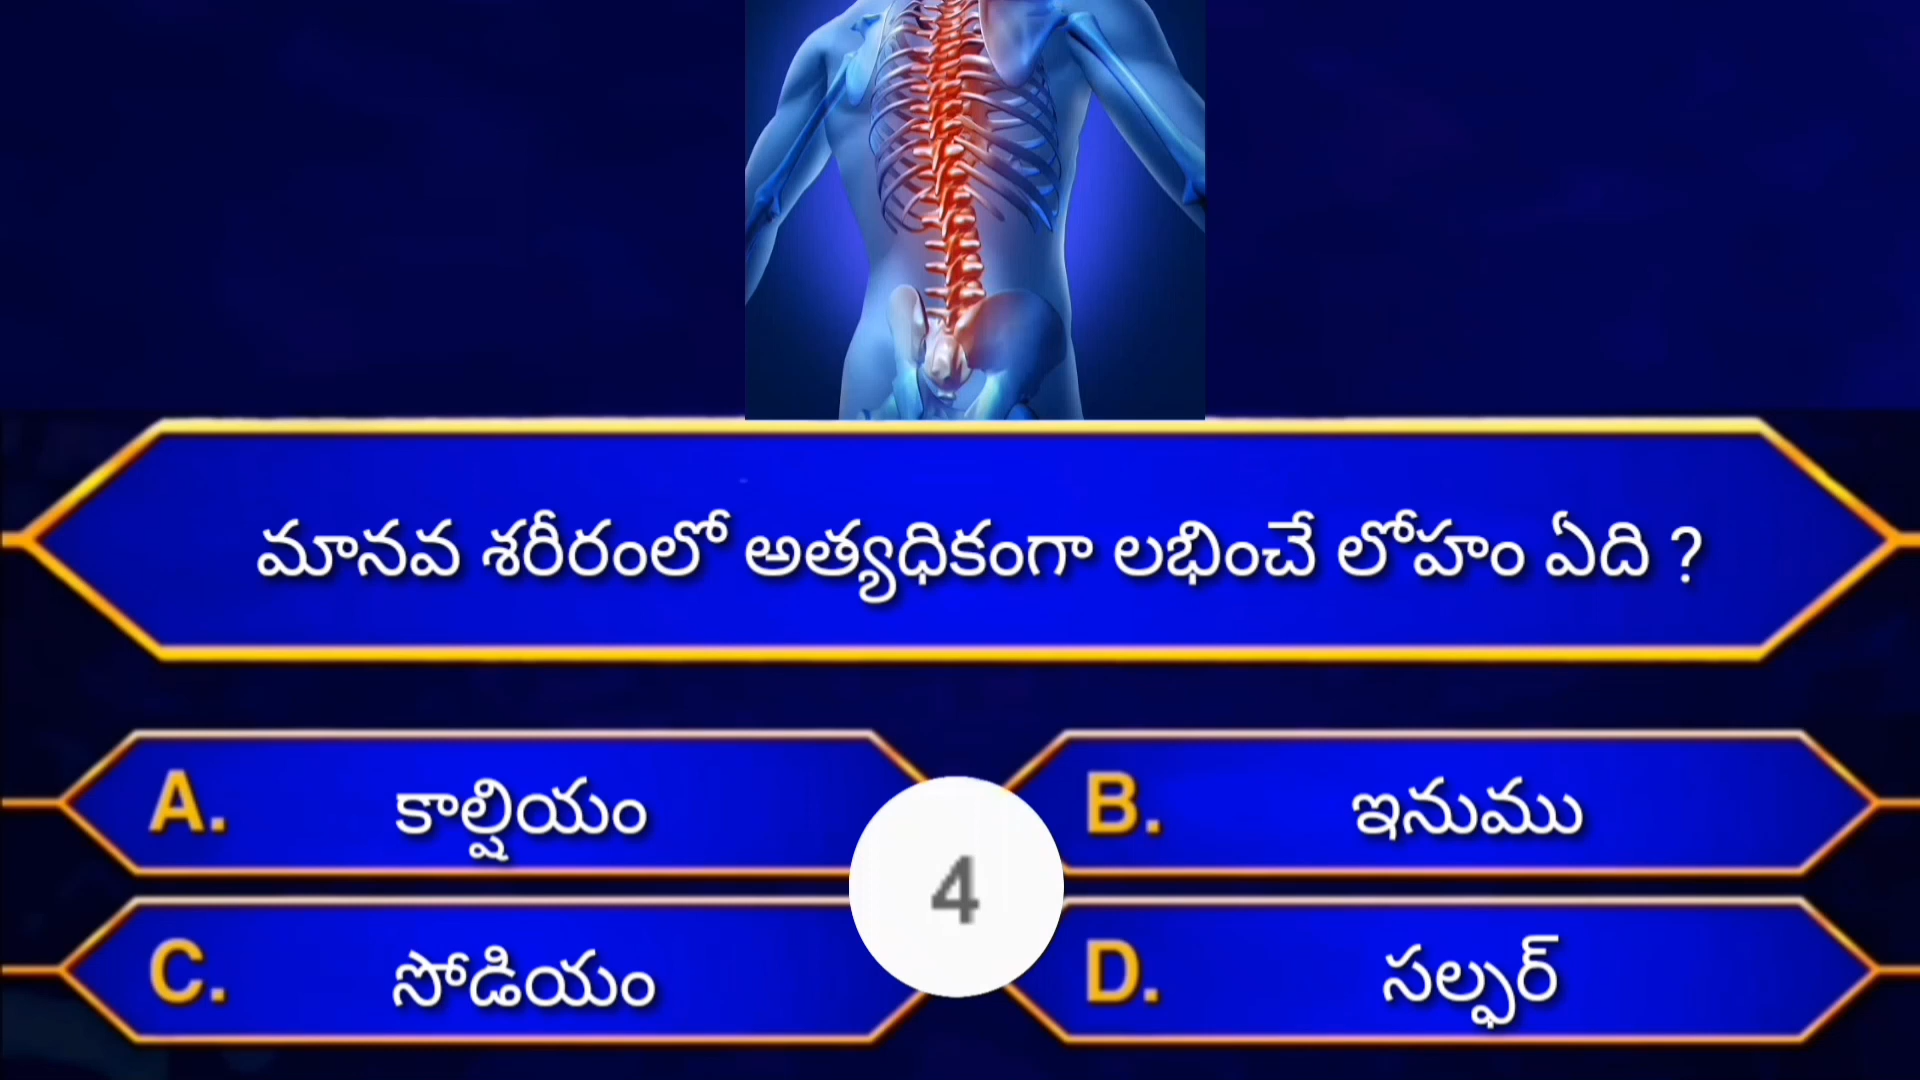 మానవ శరీరంలో అత్యధికంగా లభించే లోహం ఏది ?
A. కాల్షియం
B. ఇనుము
4
C. సోడియం
D. సల్ఫర్